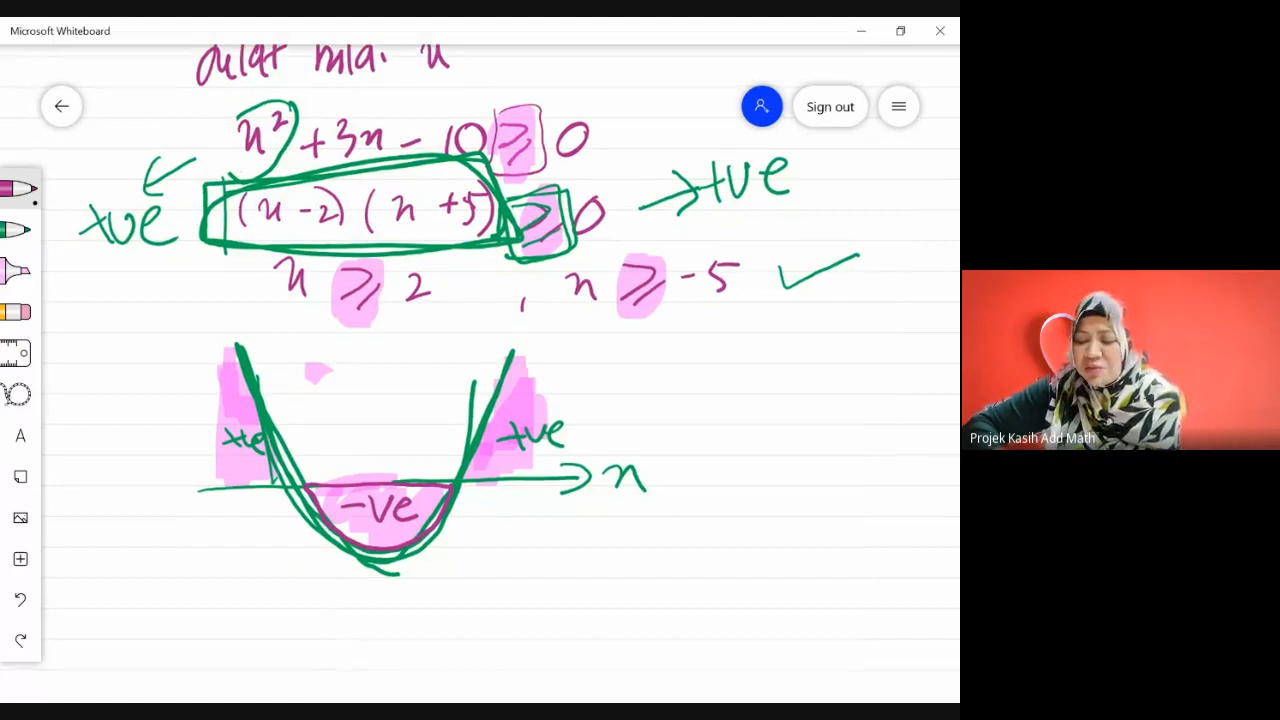 Microsoft Whiteboard
Sign out
x² + 3x - 10 ≥ 0
+ve
(x - 2) (x + 5) ≥ 0
→ +ve
x ≥ 2 , x ≥ -5 ✓
+ve
+ve
x
-ve
A
Projek Kasih Add Math